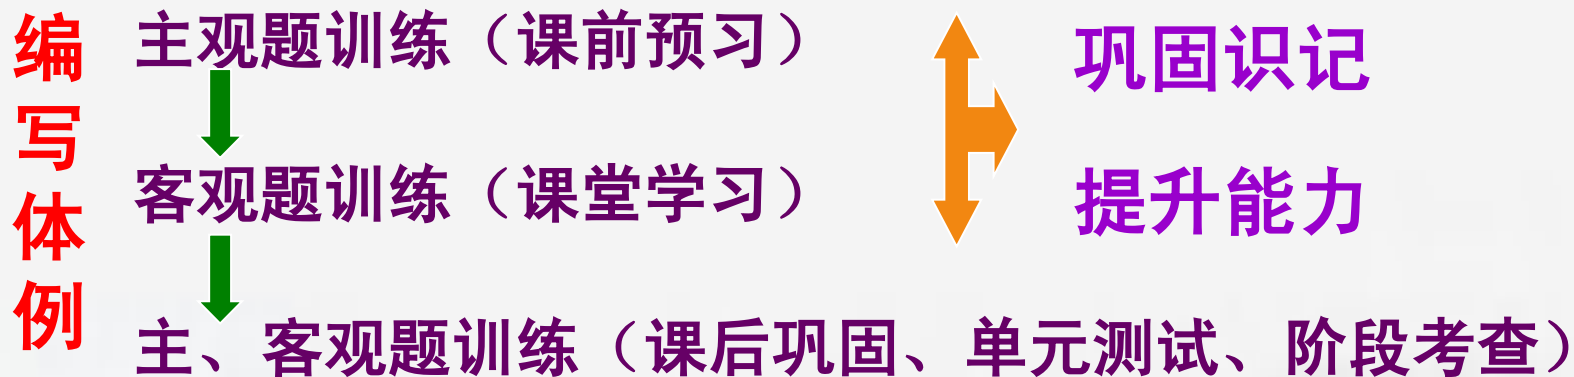 编写体例
主观题训练（课前预习）
客观题训练（课堂学习）
主、客观题训练（课后巩固、单元测试、阶段考查）
巩固识记
提升能力